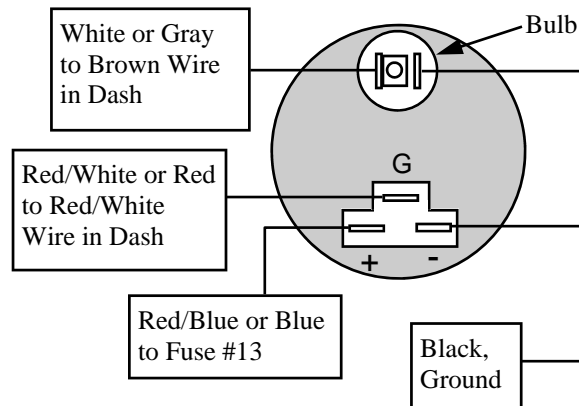 White or Gray
to Brown Wire
in Dash
Bulb
Red/White or Red
to Red/White
Wire in Dash
G
+ -
Red/Blue or Blue
to Fuse #13
Black,
Ground